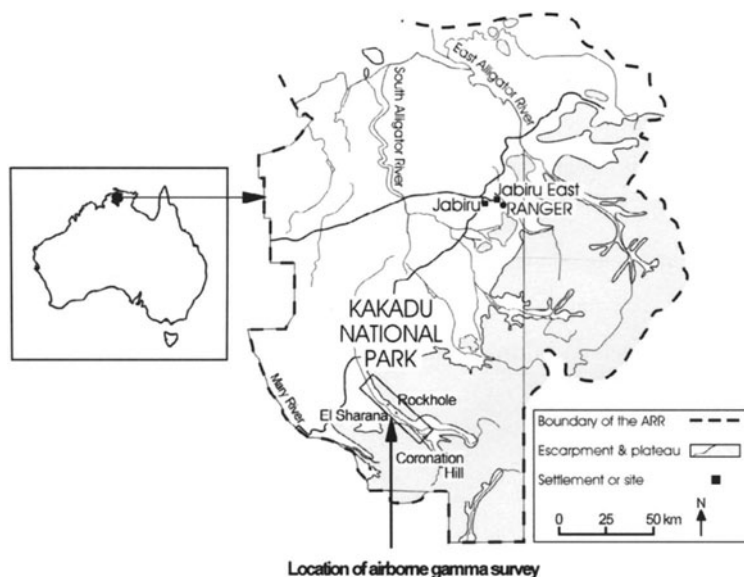 East Alligator River
South Alligator River
Jabiru East
Jabiru
RANGER
KAKADU
NATIONAL
PARK
Mary River
Rockhole
El Sharana
Coronation
Hill
Boundary of the ARR
Escarpment & plateau
Settlement or site
N
0 25 50 km
Location of airborne gamma survey